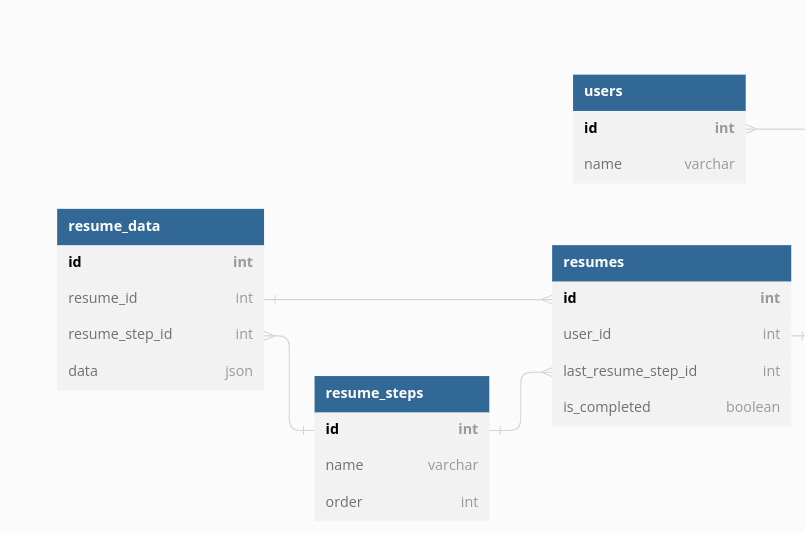 users
id int
name varchar
resume_data
id int
resume_id int
resume_step_id int
data json
resumes
id int
user_id int
last_resume_step_id int
is_completed boolean
resume_steps
id int
name varchar
order int